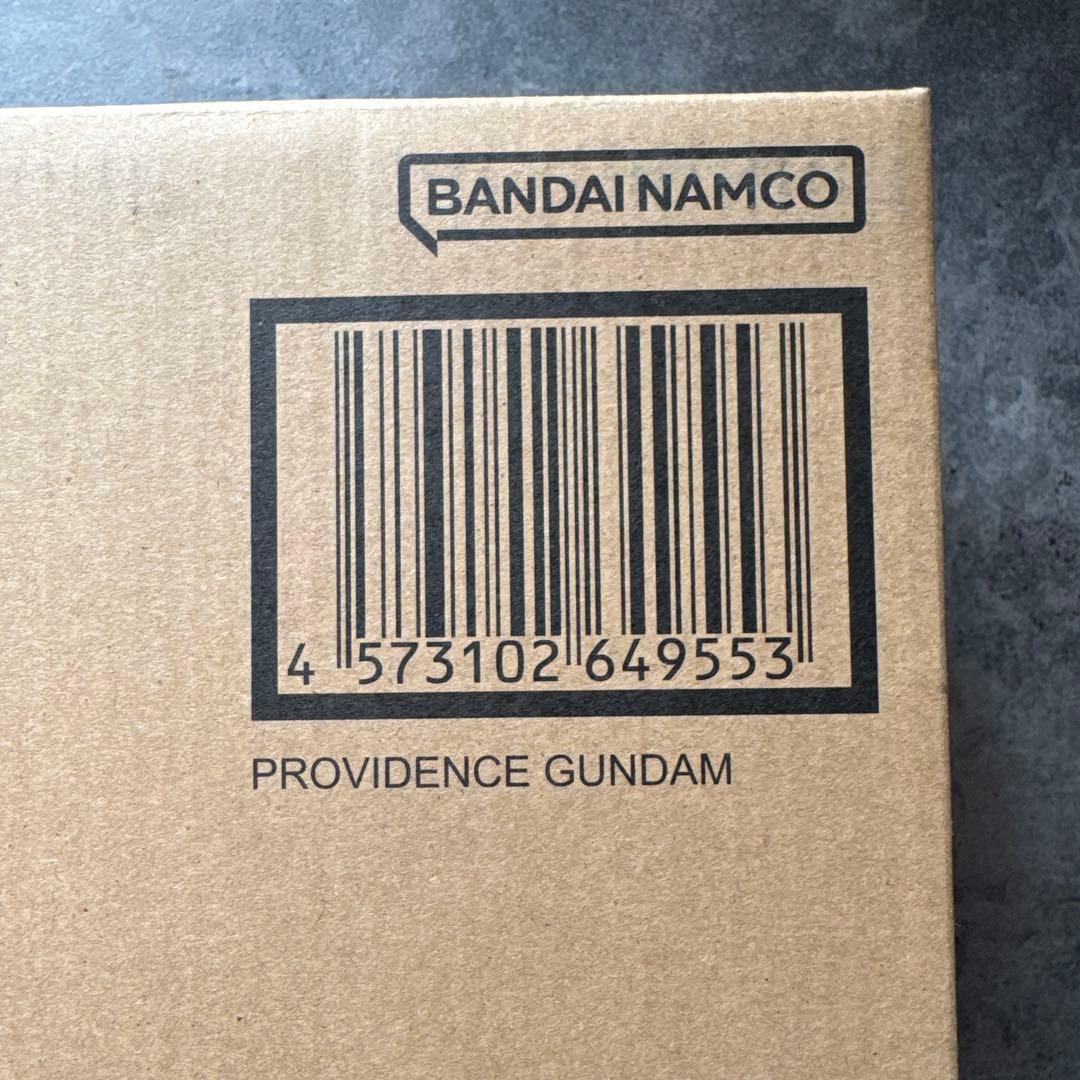 BANDAI NAMCO
4 573102 649553
PROVIDENCE GUNDAM